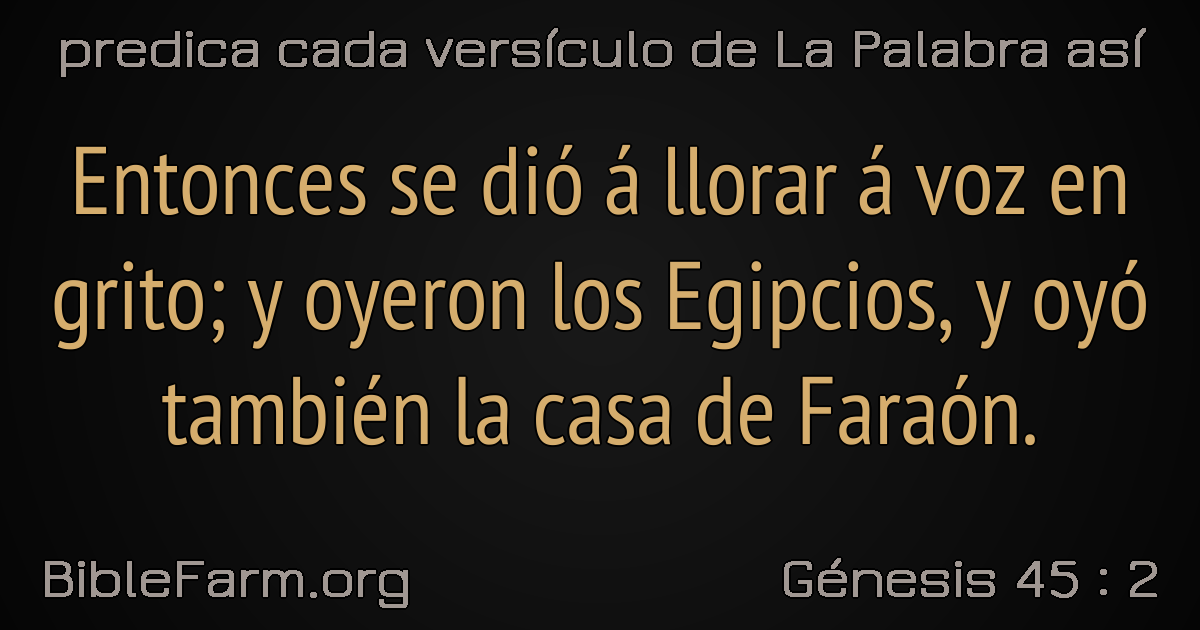 predica cada versículo de La Palabra así
Entonces se dió á llorar á voz en
grito; y oyeron los Egipcios, y oyó
también la casa de Faraón.
BibleFarm.org
Génesis 45 : 2